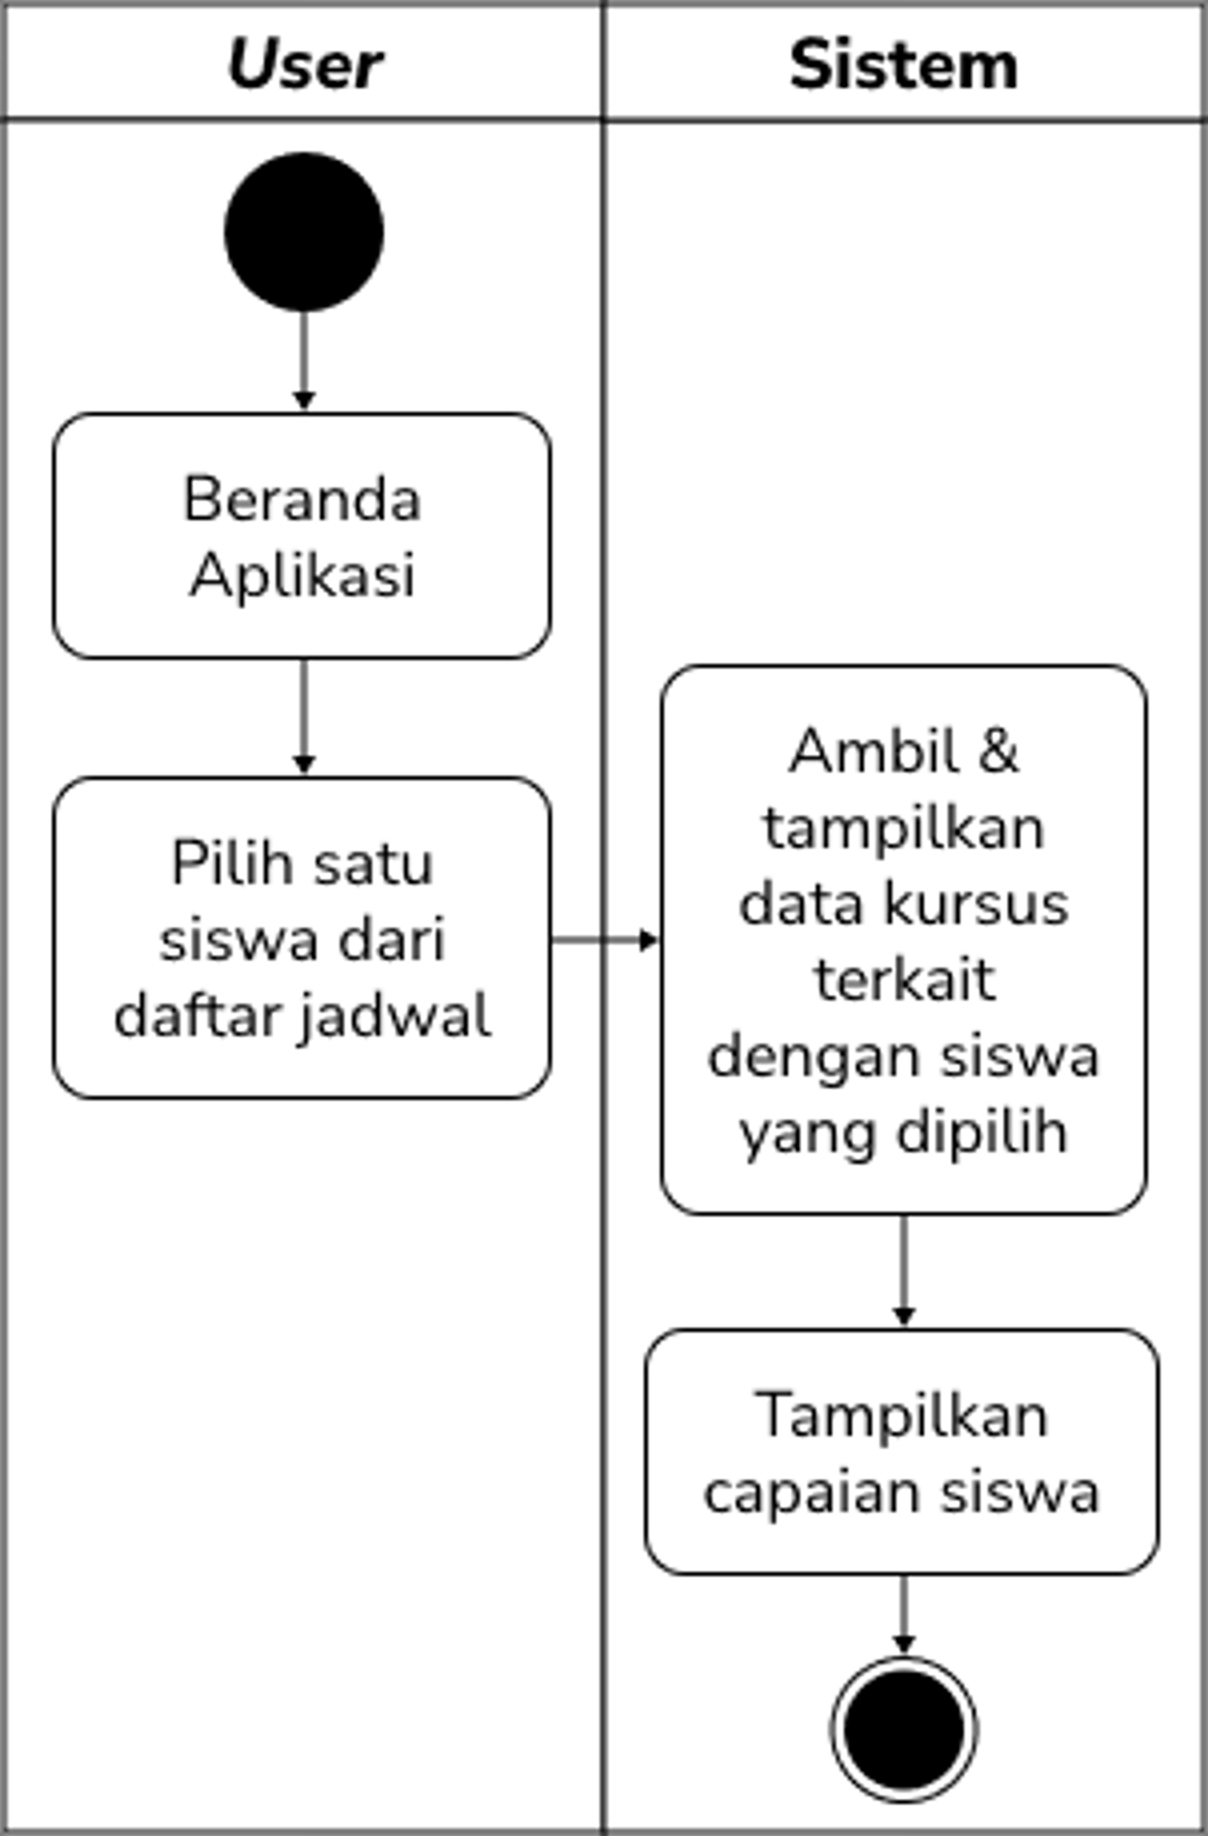 User
Sistem
Beranda
Aplikasi
Pilih satu
siswa dari
daftar jadwal
Ambil &
tampilkan
data kursus
terkait
dengan siswa
yang dipilih
Tampilkan
capaian siswa